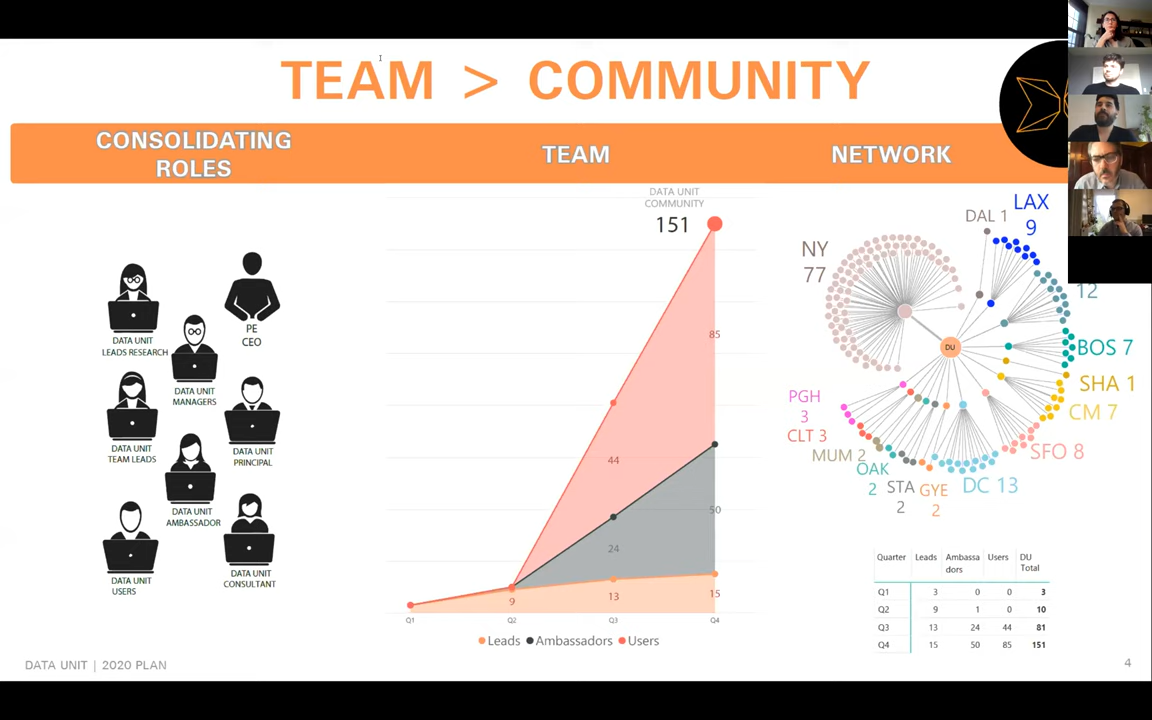 TEAM > COMMUNITY
CONSOLIDATING
ROLES
TEAM
NETWORK
DATA UNIT
LEADS RESEARCH
PE
CEO
DATA UNIT
MANAGERS
DATA UNIT
TEAM LEADS
DATA UNIT
PRINCIPAL
DATA UNIT
AMBASSADOR
DATA UNIT
USERS
DATA UNIT
CONSULTANT
DATA UNIT
COMMUNITY
151
85
44
50
24
9
13
15
Q1 Q2 Q3 Q4
Leads Ambassadors Users
DAL 1
LAX
9
NY
77
12
DU
BOS 7
SHA 1
CM 7
SFO 8
DC 13
GYE
2
STA
2
OAK
2
MUM 2
CLT 3
PGH
3
Quarter Leads Ambassa
dors Users DU
Total
Q1 3 0 0 3
Q2 9 1 0 10
Q3 13 24 44 81
Q4 15 50 85 151
DATA UNIT | 2020 PLAN
4